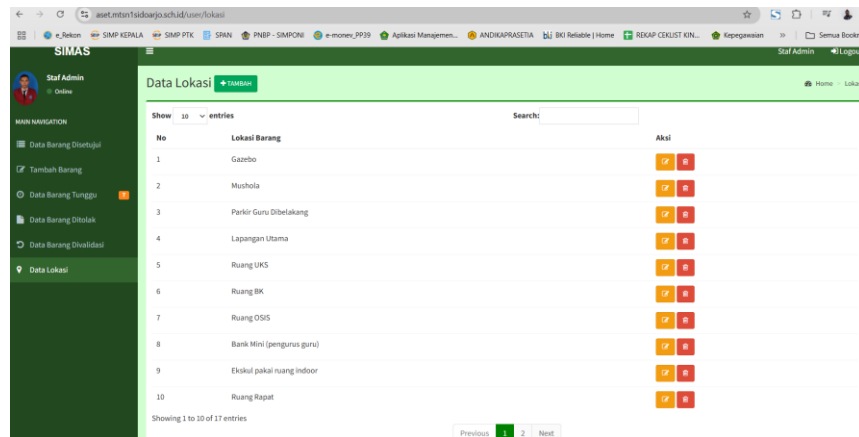 aset.mtsn1sidoarjo.sch.id/user/lokasi
e_Rekon SIMP KEPALA SIMP PTK SPAN PNBP - SIMPONI e-monev_PP39 Aplikasi Manajemen... ANDIKAPRASETIA bki BKI Reliable | Home REKAP CEKLIST KIN... Kepegawaian » Semua Bookr
SIMAS Staf Admin Logou
Staf Admin
Online
Data Lokasi +TAMBAH Home Loka
MAIN NAVIGATION
Data Barang Disetujui
Tambah Barang
Data Barang Tunggu
Data Barang Ditolak
Data Barang Divalidasi
Data Lokasi
Show 10 entries Search:
No Lokasi Barang Aksi
1 Gazebo
2 Mushola
3 Parkir Guru Dibelakang
4 Lapangan Utama
5 Ruang UKS
6 Ruang BK
7 Ruang OSIS
8 Bank Mini (pengurus guru)
9 Ekskul pakai ruang indoor
10 Ruang Rapat
Showing 1 to 10 of 17 entries
Previous 1 2 Next